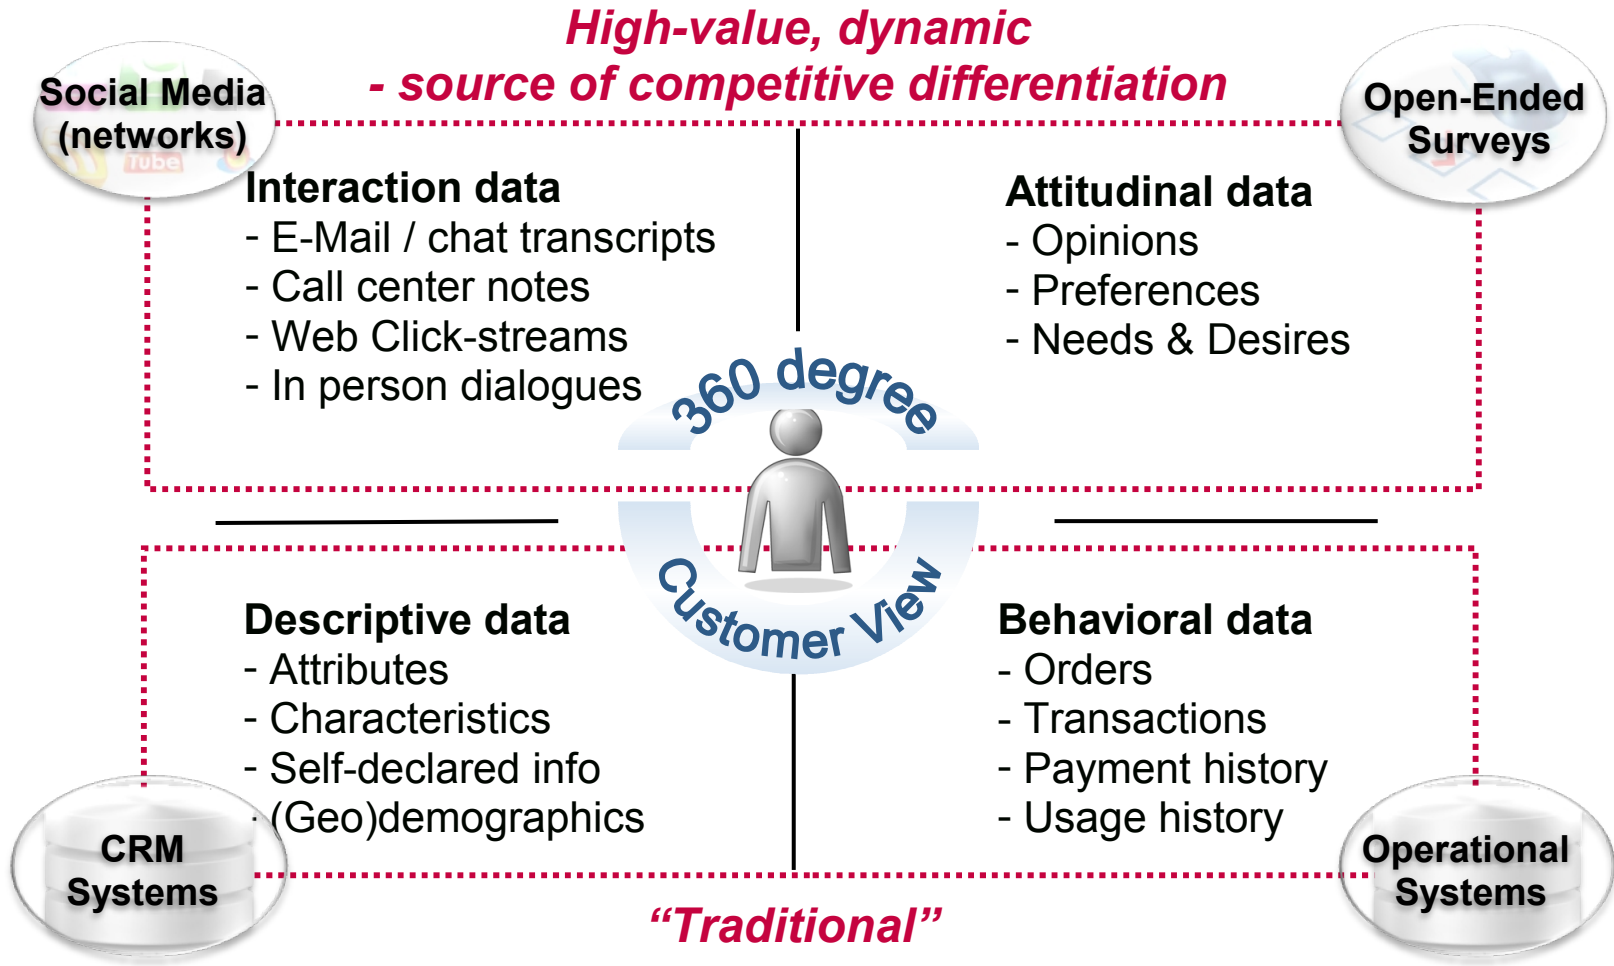 High-value, dynamic
- source of competitive differentiation
Social Media
(networks)
Tube
Open-Ended
Surveys
Interaction data
- E-Mail / chat transcripts
- Call center notes
- Web Click-streams
- In person dialogues
Attitudinal data
- Opinions
- Preferences
- Needs & Desires
360 degree
Customer View
Descriptive data
- Attributes
- Characteristics
- Self-declared info
- (Geo)demographics
Behavioral data
- Orders
- Transactions
- Payment history
- Usage history
CRM
Systems
Operational
Systems
“Traditional”